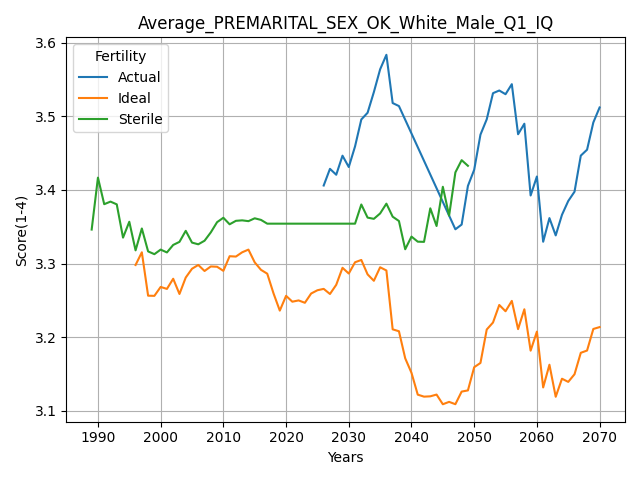 Average_PREMARITAL_SEX_OK_White_Male_Q1_IQ
Fertility
Actual
Ideal
Sterile
Score(1-4)
3.6
3.5
3.4
3.3
3.2
3.1
1990 2000 2010 2020 2030 2040 2050 2060 2070
Years